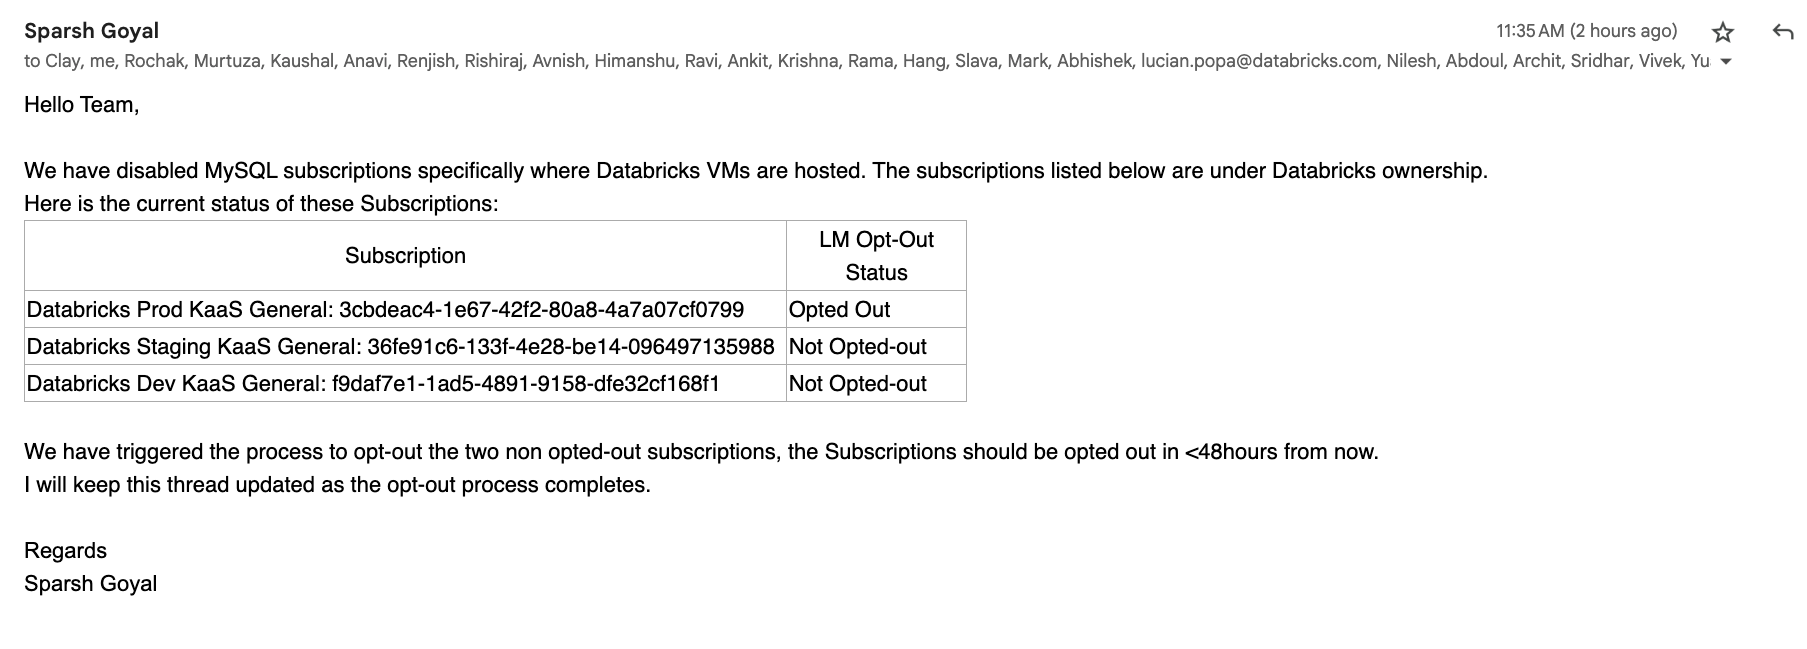 Sparsh Goyal
11:35 AM (2 hours ago)
to Clay, me, Rochak, Murtuza, Kaushal, Anavi, Renjish, Rishiraj, Avnish, Himanshu, Ravi, Ankit, Krishna, Rama, Hang, Slava, Mark, Abhishek, lucian.popa@databricks.com, Nilesh, Abdoul, Archit, Sridhar, Vivek, Yu
Hello Team,
We have disabled MySQL subscriptions specifically where Databricks VMs are hosted. The subscriptions listed below are under Databricks ownership.
Here is the current status of these Subscriptions:
Subscription
LM Opt-Out
Status
Databricks Prod KaaS General: 3cbdeac4-1e67-42f2-80a8-4a7a07cf0799
Opted Out
Databricks Staging KaaS General: 36fe91c6-133f-4e28-be14-096497135988
Not Opted-out
Databricks Dev KaaS General: f9daf7e1-1ad5-4891-9158-dfe32cf168f1
Not Opted-out
We have triggered the process to opt-out the two non opted-out subscriptions, the Subscriptions should be opted out in <48hours from now.
I will keep this thread updated as the opt-out process completes.
Regards
Sparsh Goyal